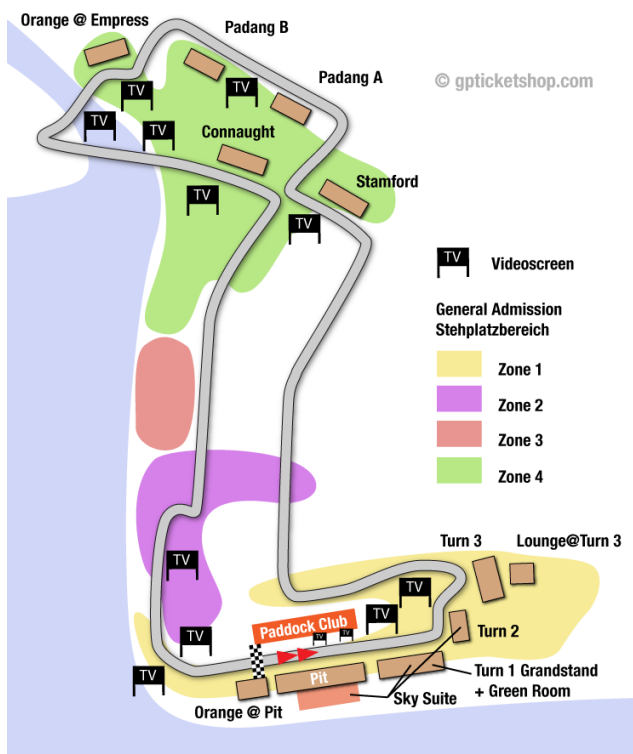 Orange @ Empress
Padang B
Padang A
© gpticketshop.com
TV
TV
TV
TV
Connaught
Stamford
TV
TV
TV
Videoscreen
General Admission
Stehplatzbereich
Zone 1
Zone 2
Zone 3
Zone 4
Turn 3
Lounge@Turn 3
TV
TV
TV
Paddock Club
TV
TV
TV
Turn 2
TV
Pit
Turn 1 Grandstand
+ Green Room
Sky Suite
Orange @ Pit